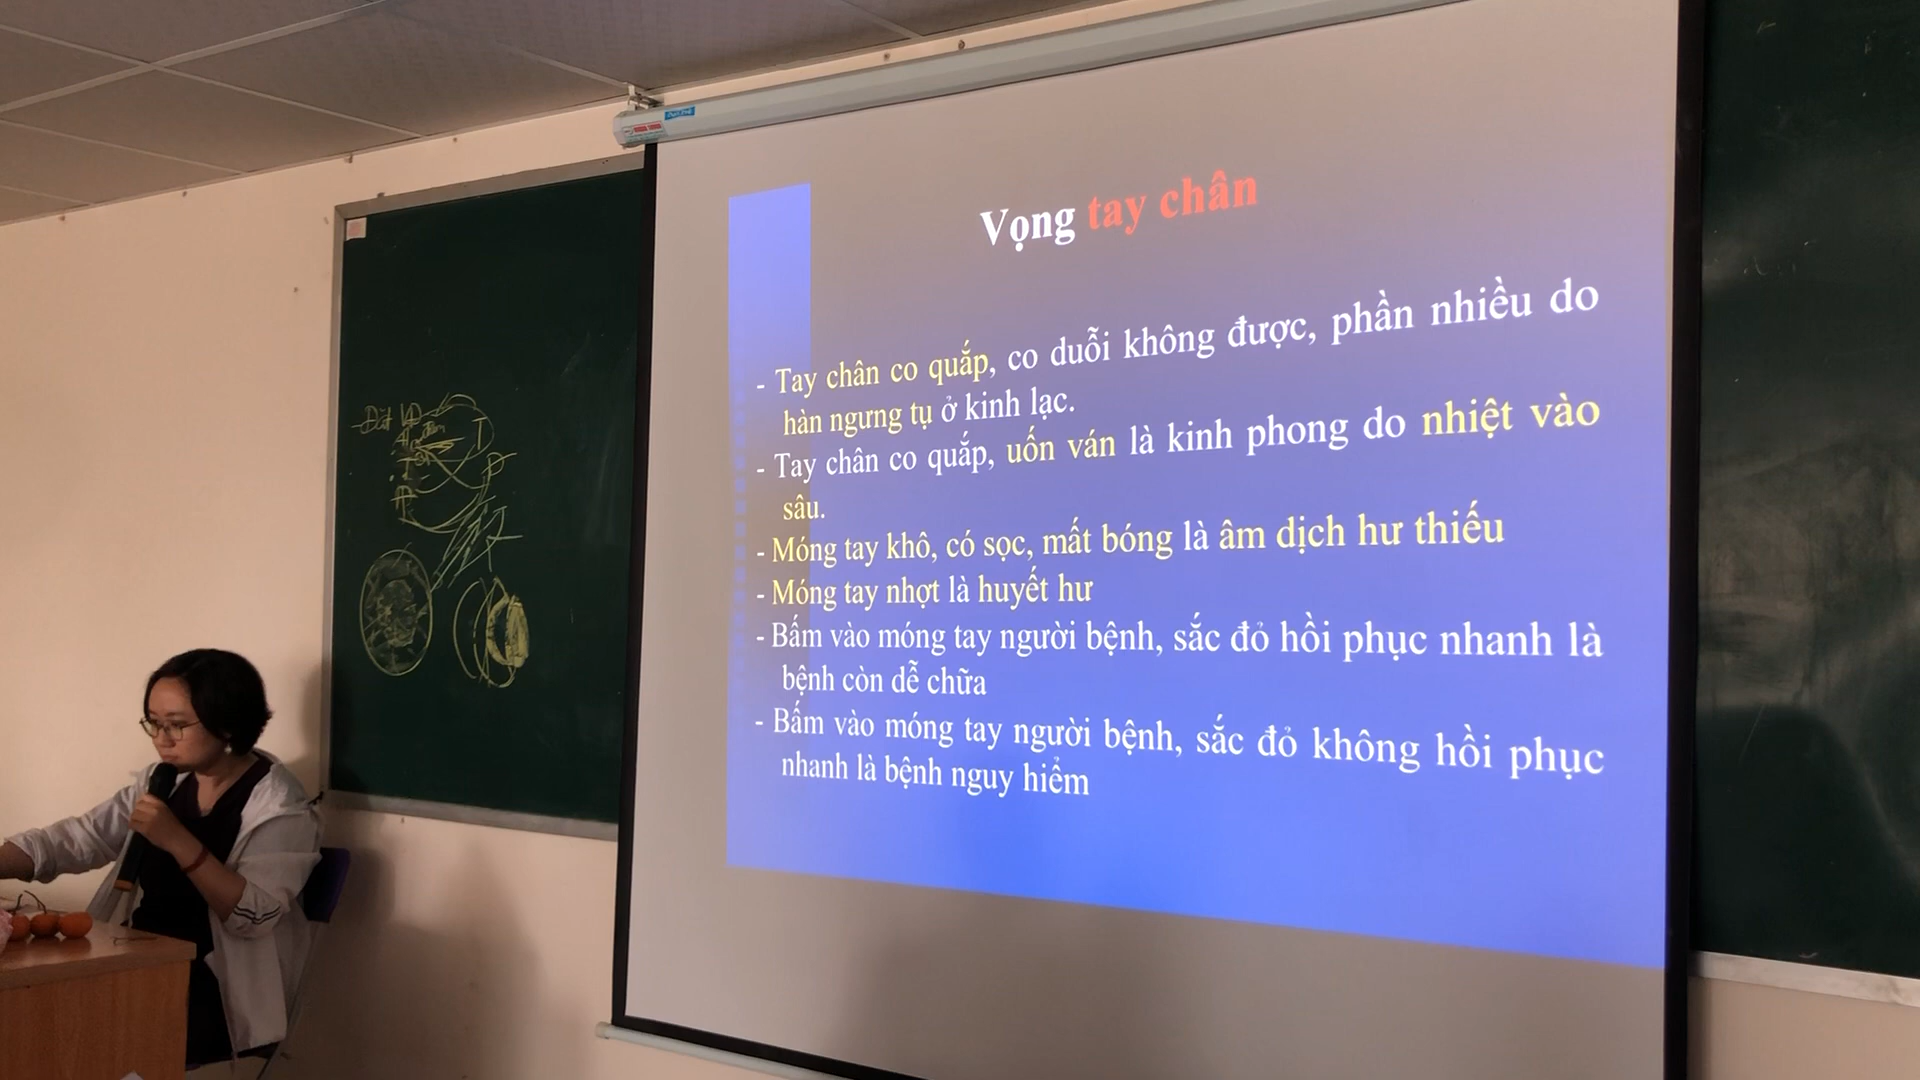 Vọng tay chân
- Tay chân co quắp, co duỗi không được, phần nhiều do
hàn ngưng tụ ở kinh lạc.
- Tay chân co quắp, uốn ván là kinh phong do nhiệt vào
sâu.
- Móng tay khô, có sọc, mất bóng là âm dịch hư thiếu
- Móng tay nhợt là huyết hư
- Bấm vào móng tay người bệnh, sắc đỏ hồi phục nhanh là
bệnh còn dễ chữa
- Bấm vào móng tay người bệnh, sắc đỏ không hồi phục
nhanh là bệnh nguy hiểm